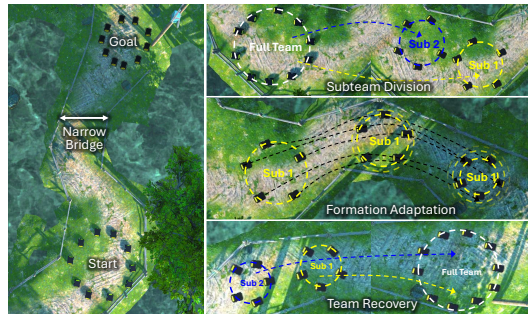 Goal
Narrow
Bridge
Start
Full Team
Sub 2
Sub 1
Subteam Division
Sub 1
Sub 1
Sub 1
Formation Adaptation
Sub 2
Sub 1
Full Team
Team Recovery